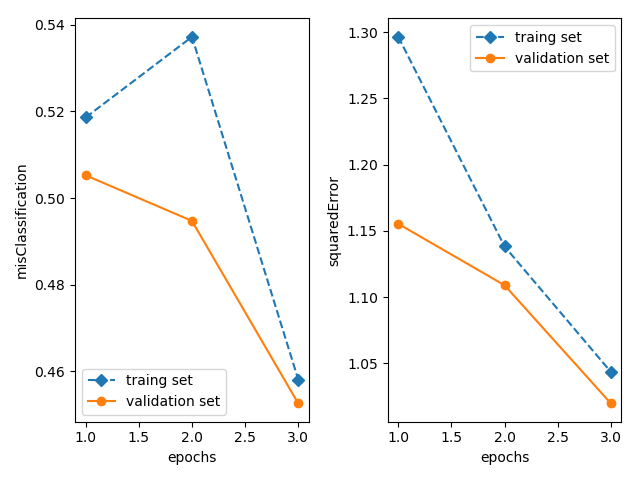 misClassification
0.54
0.52
0.50
0.48
0.46
traing set
validation set
1.0 1.5 2.0 2.5 3.0
epochs
squaredError
1.30
1.25
1.20
1.15
1.10
1.05
traing set
validation set
1.0 1.5 2.0 2.5 3.0
epochs